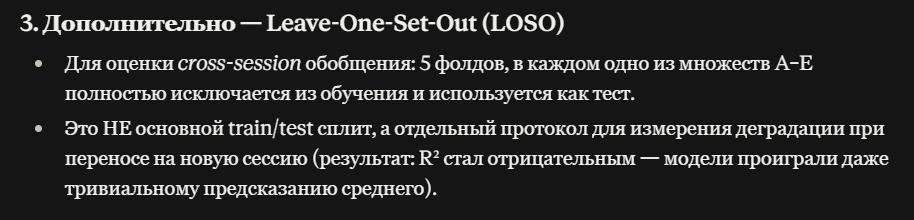 3. Дополнительно — Leave-One-Set-Out (LOSO)
• Для оценки cross-session обобщения: 5 фолдов, в каждом одно из множеств A–E
полностью исключается из обучения и используется как тест.
• Это НЕ основной train/test сплит, а отдельный протокол для измерения деградации при
переносе на новую сессию (результат: R² стал отрицательным — модели проиграли даже
тривиальному предсказанию среднего).